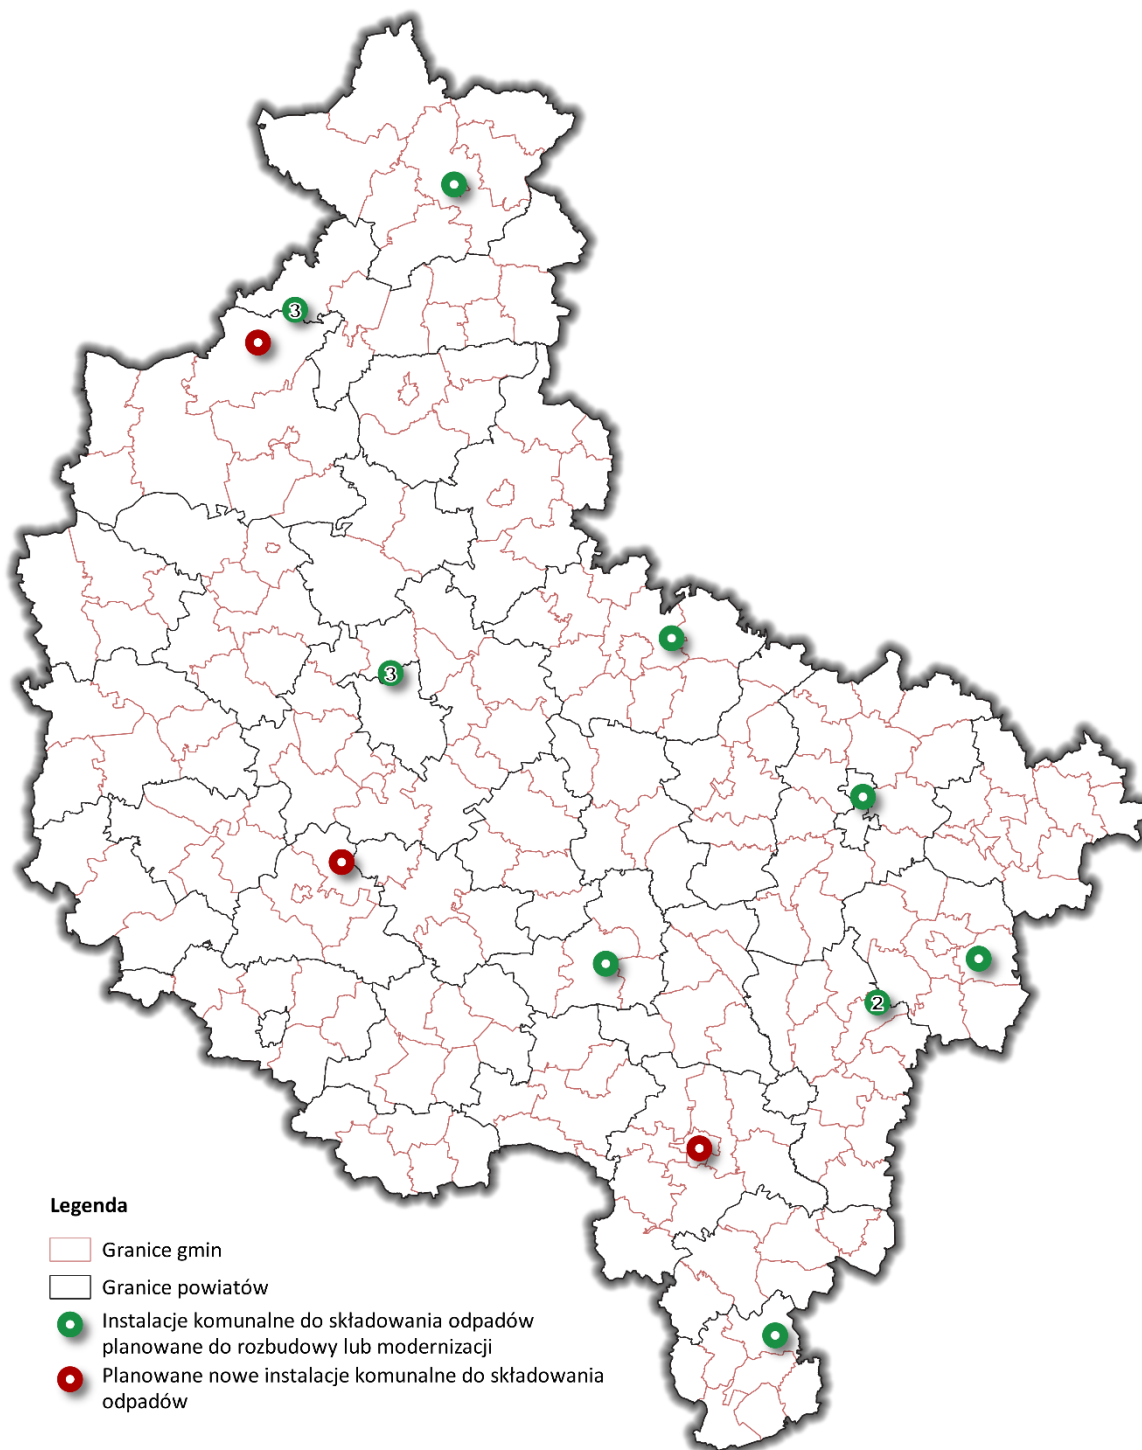 3
3
2
Legenda
Granice gmin
Granice powiatów
Instalacje komunalne do składowania odpadów
planowane do rozbudowy lub modernizacji
Planowane nowe instalacje komunalne do składowania
odpadów